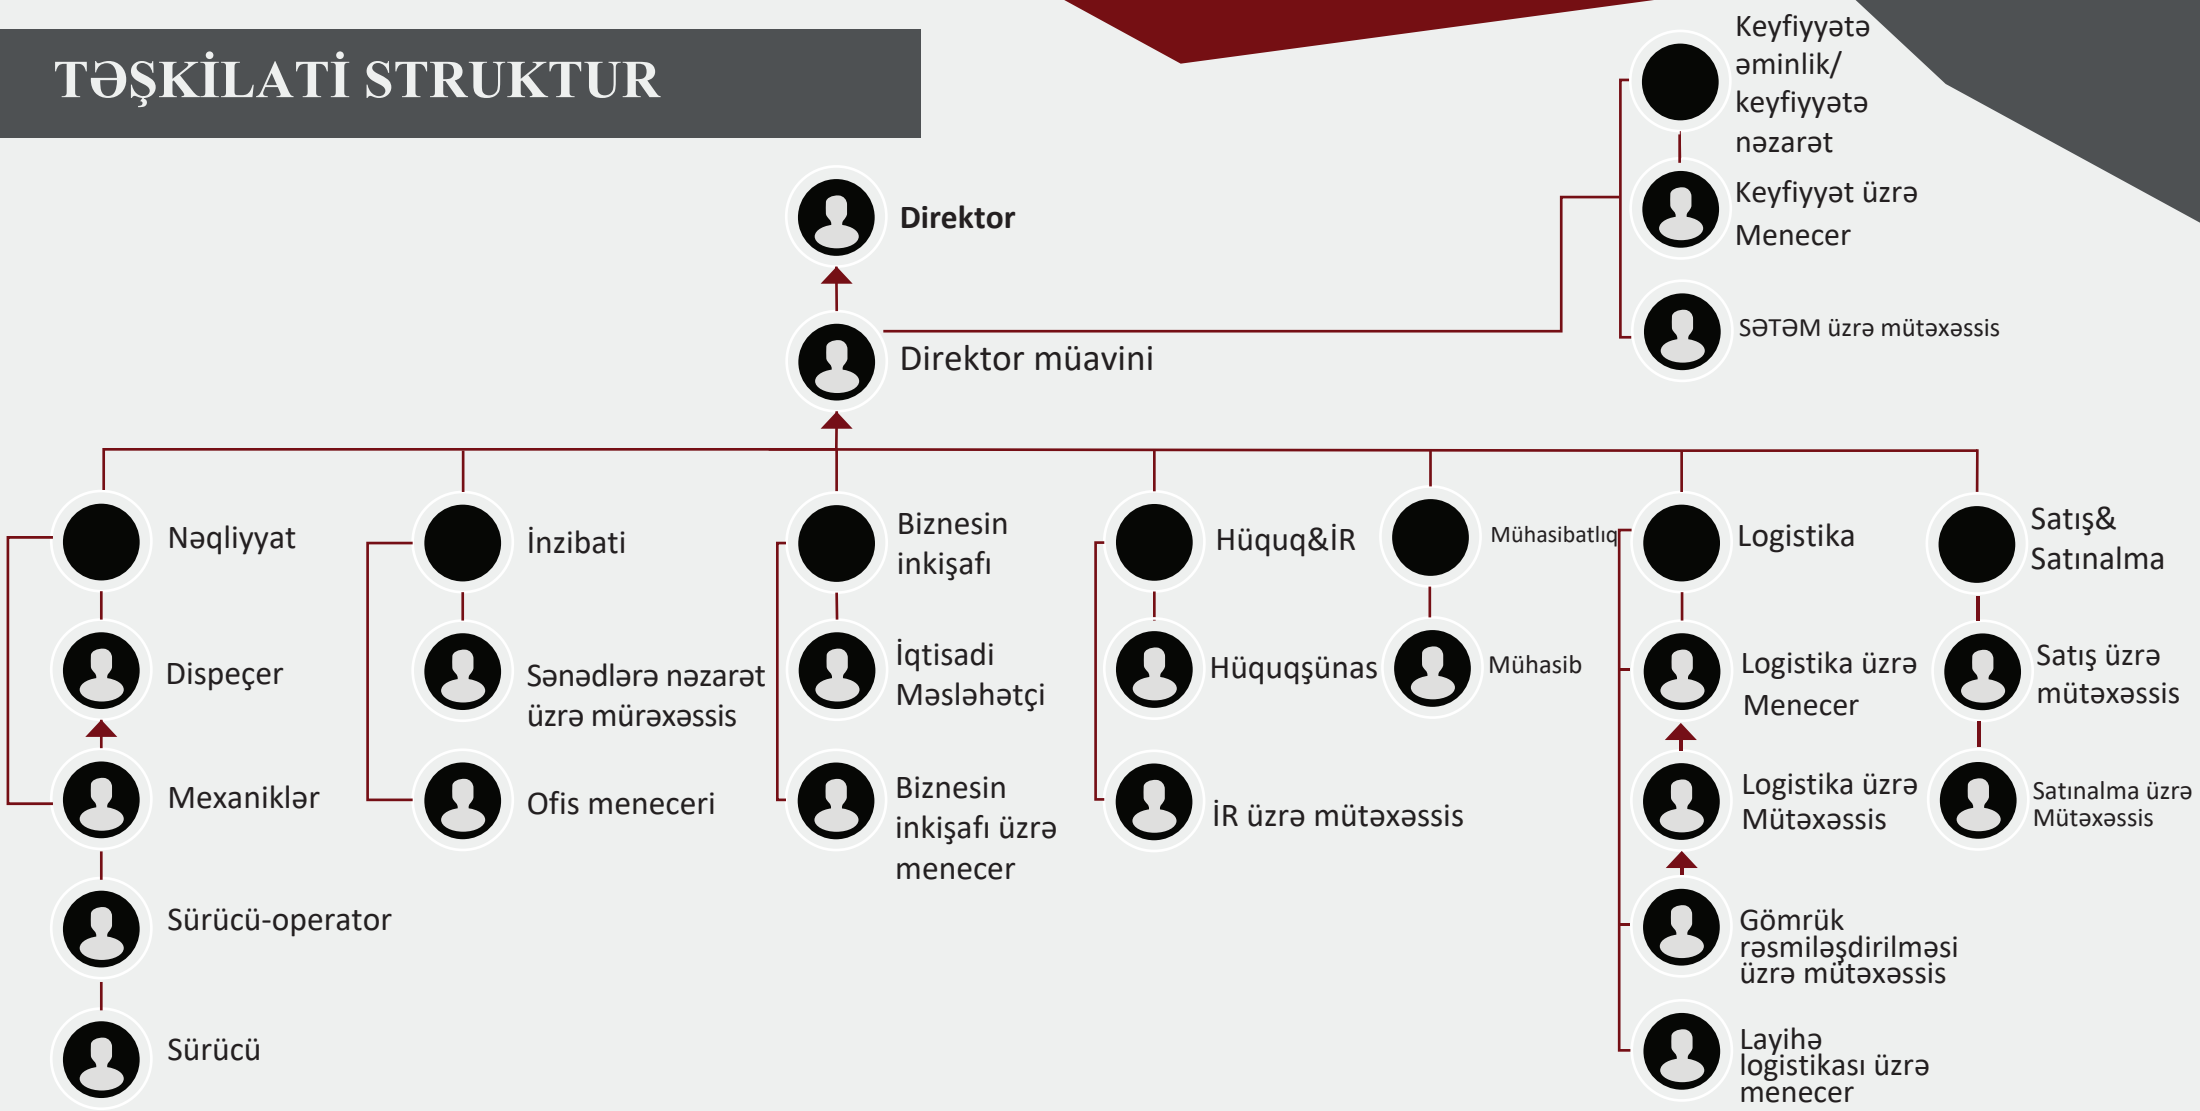 TƏŞKİLATİ STRUKTUR
Keyfiyyətə
əminlik/
keyfiyyətə
nəzarət
Keyfiyyət üzrə
Menecer
SƏTƏM üzrə mütəxəssis
Direktor
Direktor müavini
Nəqliyyat
Dispeçer
Mexaniklər
Sürücü-operator
Sürücü
İnzibati
Sənədlərə nəzarət
üzrə mürəxəssis
Ofis meneceri
Biznesin
inkişafı
İqtisadi
Məsləhətçi
Biznesin
inkişafı üzrə
menecer
Hüquq&İR
Hüquqşünas
İR üzrə mütəxəssis
Mühasibatlıq
Mühasib
Logistika
Logistika üzrə
Menecer
Logistika üzrə
Mütəxəssis
Gömrük
rəsmiləşdirilməsi
üzrə mütəxəssis
Layihə
logistikası üzrə
menecer
Satış&
Satınalma
Satış üzrə
mütəxəssis
Satınalma üzrə
Mütəxəssis